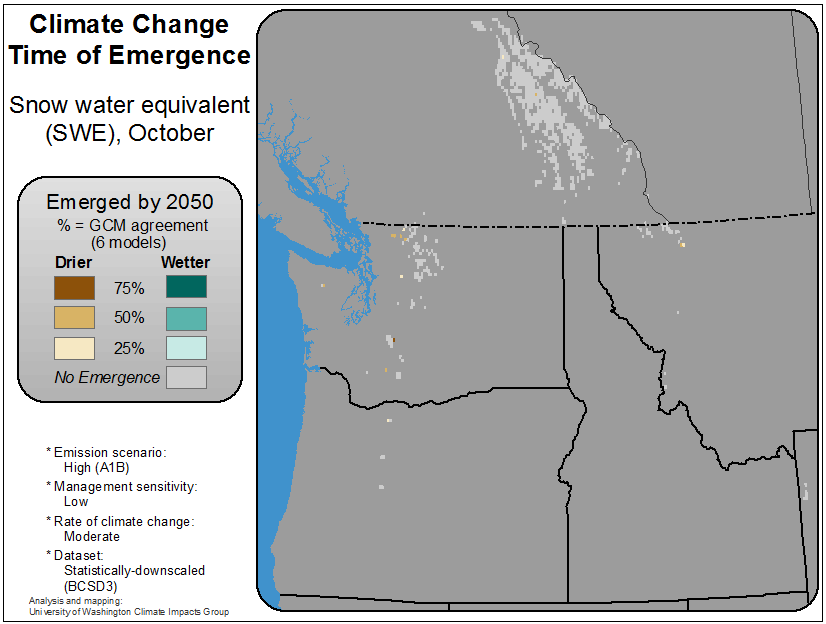 Climate Change
Time of Emergence
Snow water equivalent
(SWE), October
Emerged by 2050
% = GCM agreement
(6 models)
Drier Wetter
75%
50%
25%
No Emergence
* Emission scenario:
High (A1B)
* Management sensitivity:
Low
* Rate of climate change:
Moderate
* Dataset:
Statistically-downscaled
(BCSD3)
Analysis and mapping:
University of Washington Climate Impacts Group